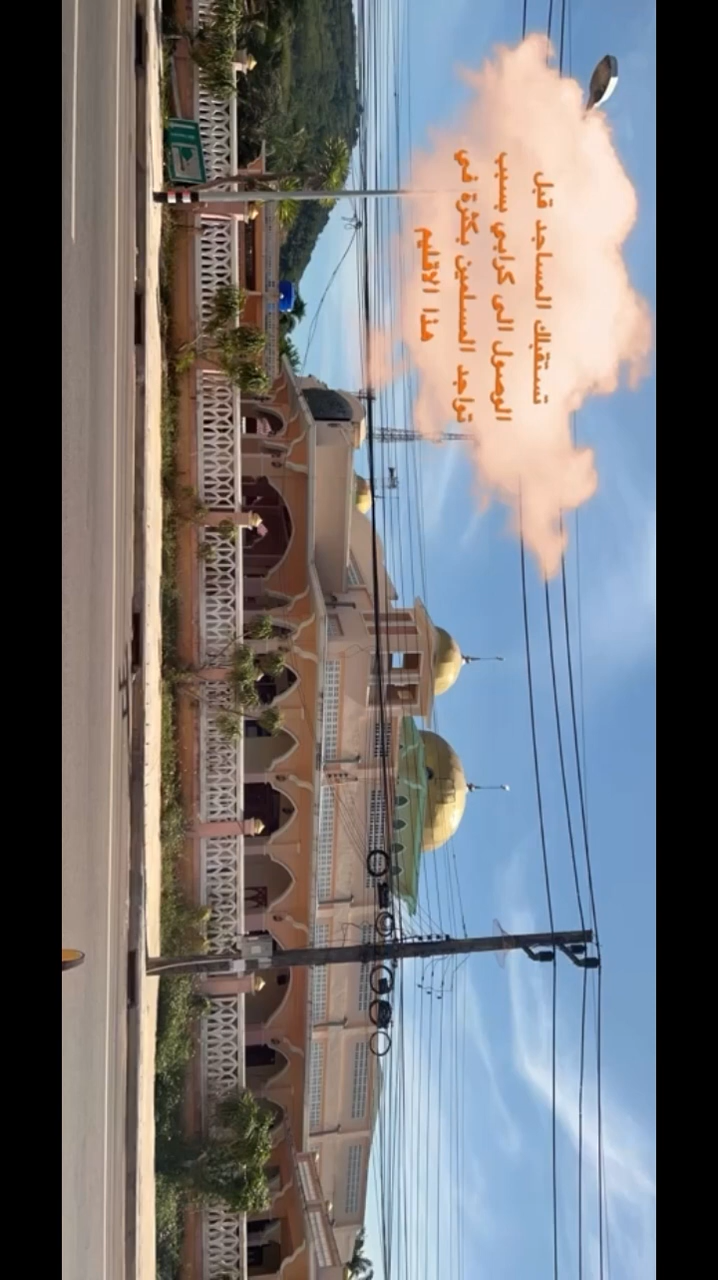 تستقبلك المساجد قبل
الوصول الى كرابي بسبب
تواجد المسلمين بكثرة في
هذا الاقليم